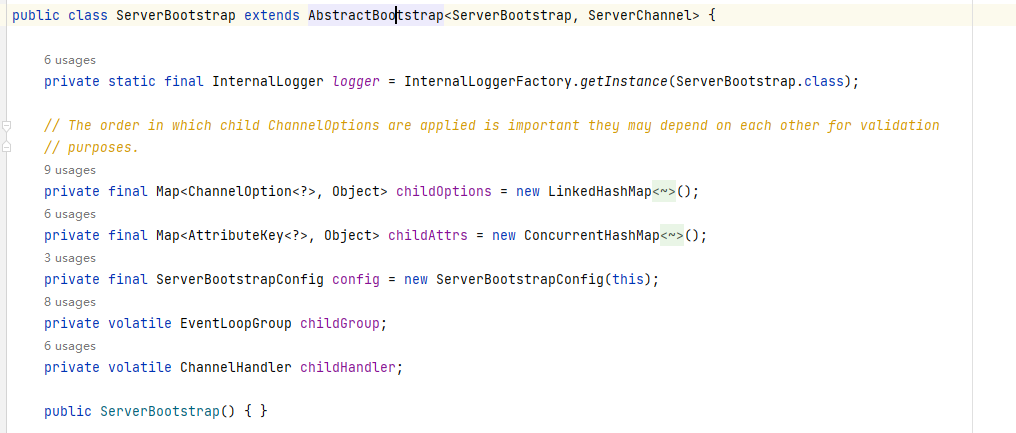 public class ServerBootstrap extends AbstractBootstrap<ServerBootstrap, ServerChannel> {
6 usages
private static final InternalLogger logger = InternalLoggerFactory.getInstance(ServerBootstrap.class);
// The order in which child ChannelOptions are applied is important they may depend on each other for validation
// purposes.
9 usages
private final Map<ChannelOption<?>, Object> childOptions = new LinkedHashMap<~>();
6 usages
private final Map<AttributeKey<?>, Object> childAttrs = new ConcurrentHashMap<~>();
3 usages
private final ServerBootstrapConfig config = new ServerBootstrapConfig(this);
8 usages
private volatile EventLoopGroup childGroup;
6 usages
private volatile ChannelHandler childHandler;
public ServerBootstrap() { }